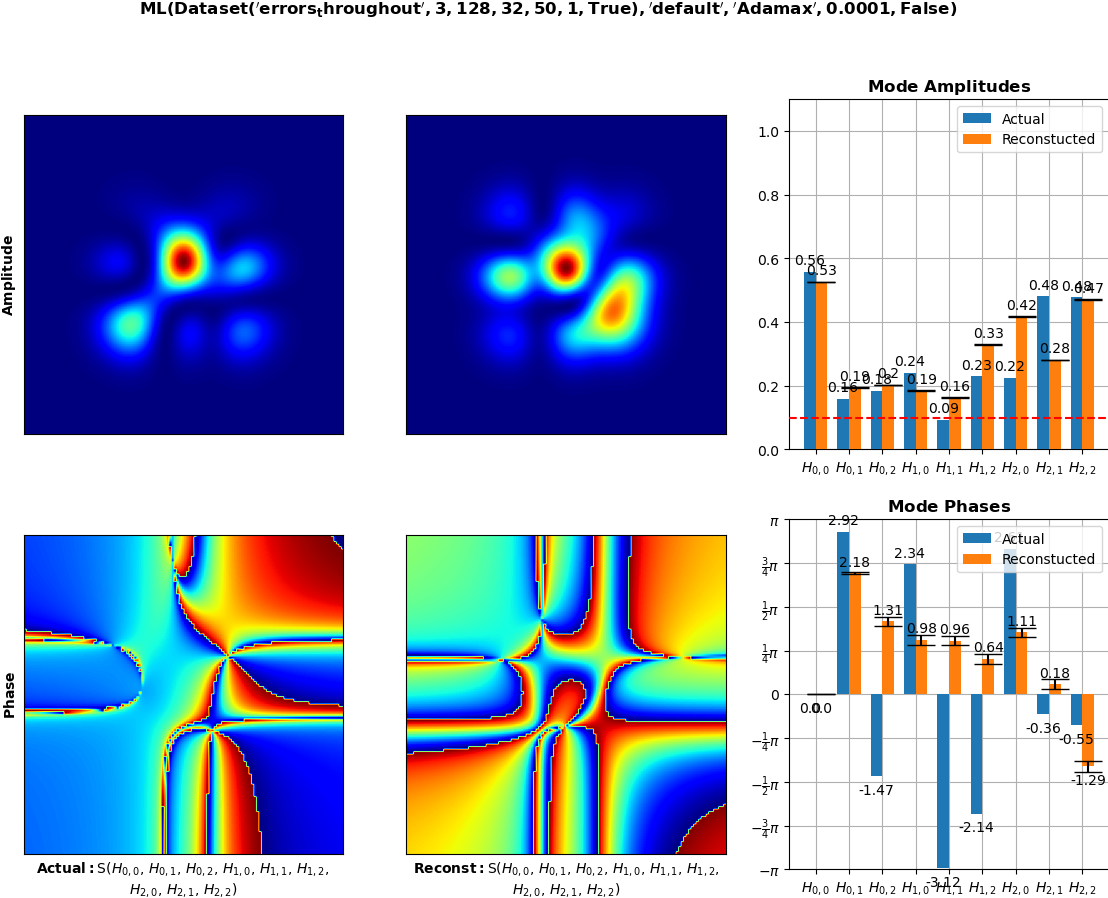 ML(Dataset('errors_throughout', 3, 128, 32, 50, 1, True), 'default', 'Adamax', 0.0001, False)
Amplitude
Mode Amplitudes
Actual
Reconstucted
1.0
0.8
0.6
0.4
0.2
0.0
0.56
0.53
0.16
0.19
0.18
0.2
0.24
0.19
0.09
0.16
0.23
0.33
0.22
0.42
0.48
0.28
0.48
0.47
H0,0 H0,1 H0,2 H1,0 H1,1 H1,2 H2,0 H2,1 H2,2
Phase
Mode Phases
Actual
Reconstucted
π
3/4π
1/2π
1/4π
0
−1/4π
−1/2π
−3/4π
−π
0.0
0.0
2.92
2.18
-1.47
1.31
2.34
0.98
-3.12
0.96
-2.14
0.64
1.11
-0.36
0.18
-0.55
-1.29
H0,0 H0,1 H0,2 H1,0 H1,1 H1,2 H2,0 H2,1 H2,2
Actual: S(H0,0, H0,1, H0,2, H1,0, H1,1, H1,2,
H2,0, H2,1, H2,2)
Reconst: S(H0,0, H0,1, H0,2, H1,0, H1,1, H1,2,
H2,0, H2,1, H2,2)